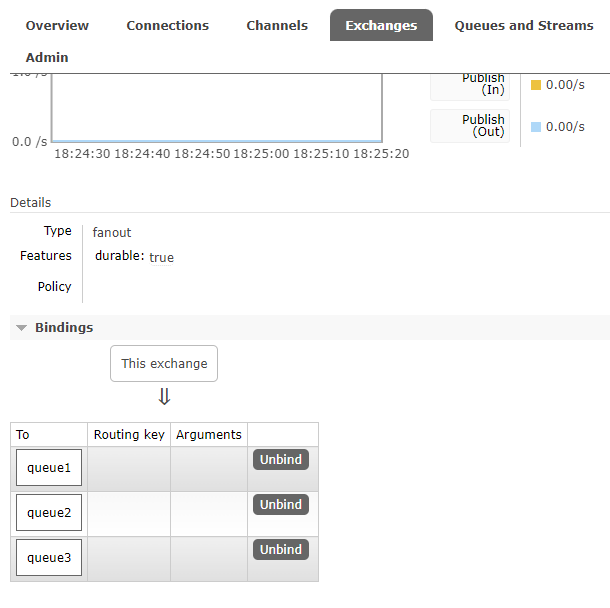 Overview Connections Channels Exchanges Queues and Streams
Admin
1.0 /s
Publish
(In)
0.00/s
Publish
(Out)
0.00/s
0.0 /s
18:24:30 18:24:40 18:24:50 18:25:00 18:25:10 18:25:20
Details
Type fanout
Features durable: true
Policy
Bindings
This exchange
⇓
To Routing key Arguments
queue1 Unbind
queue2 Unbind
queue3 Unbind